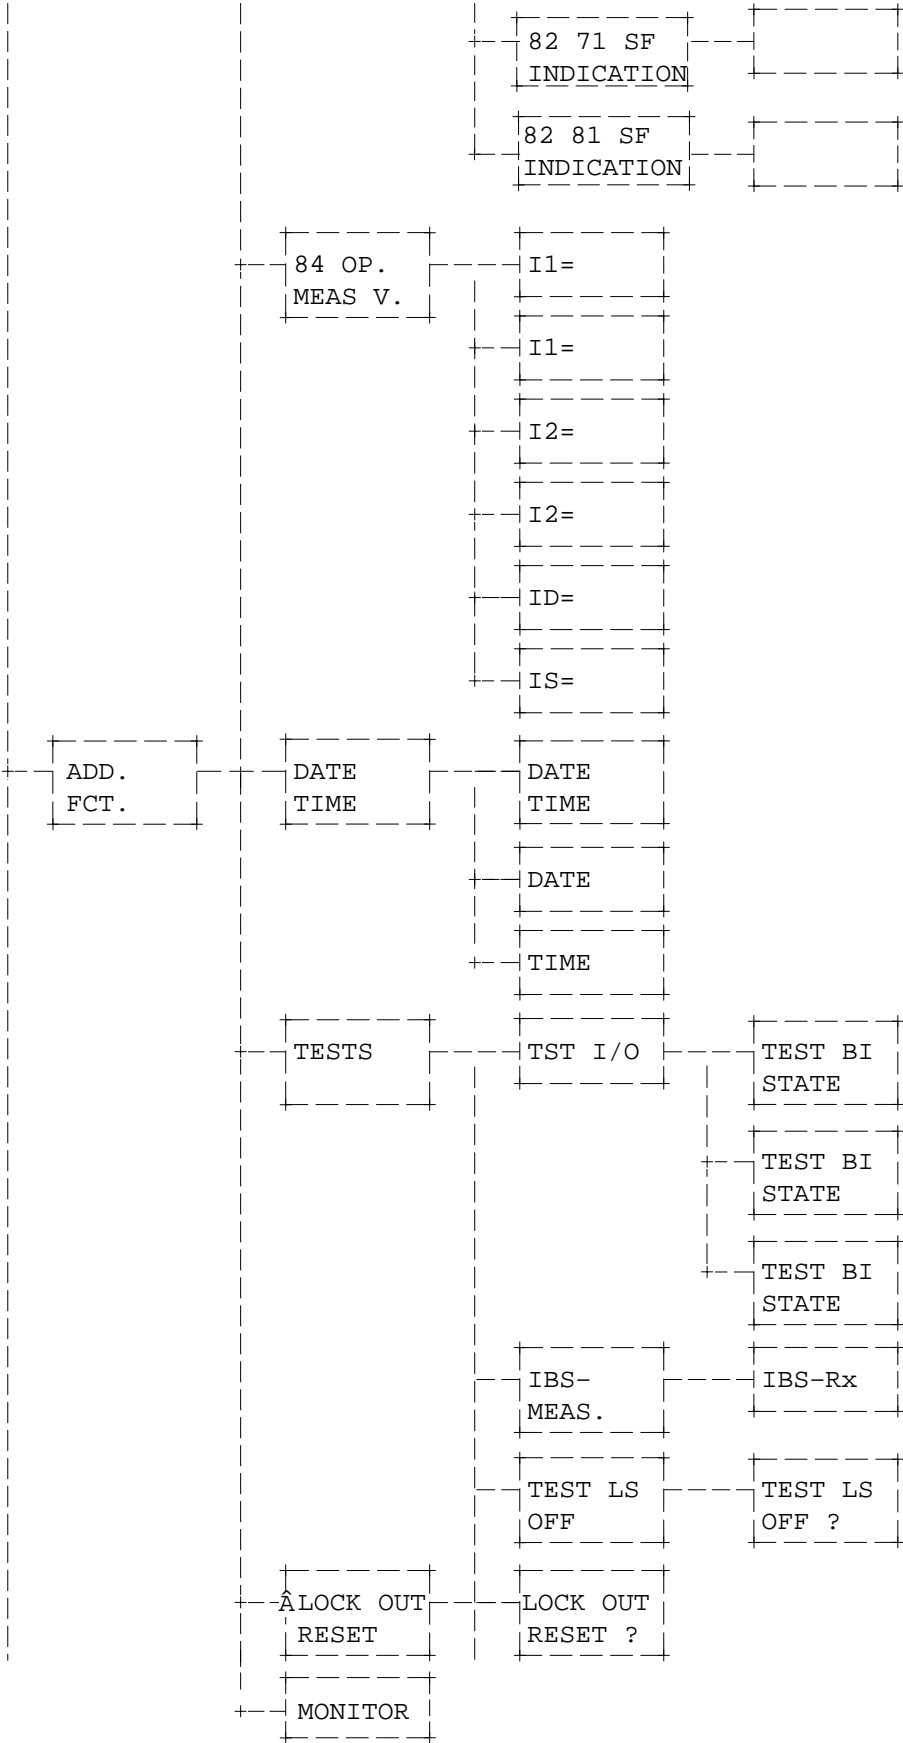 82 71 SF
INDICATION
82 81 SF
INDICATION
84 OP.
MEAS V.
I1=
I1=
I2=
I2=
ID=
IS=
ADD.
FCT.
DATE
TIME
DATE
TIME
DATE
TIME
TESTS
TST I/O
TEST BI
STATE
TEST BI
STATE
TEST BI
STATE
IBS-
MEAS.
IBS-Rx
TEST LS
OFF
TEST LS
OFF ?
ÂLOCK OUT
RESET
LOCK OUT
RESET ?
MONITOR